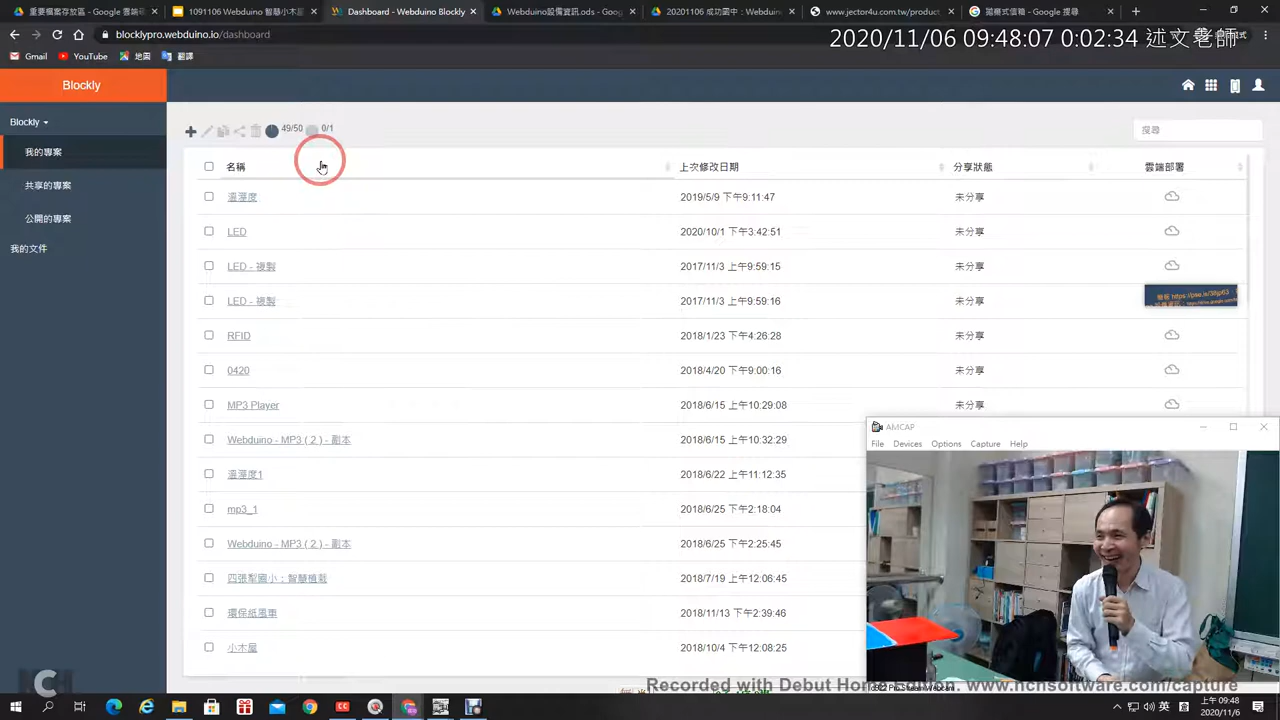 重要檔案存放區 - Google 雲端硬
1091106 Webduino 智慧小木屋
Dashboard - Webduino Blockly
Webduino設備資訊.ods - Google
20201106 成功國中：Webduin
www.jectorklu.com.tw/product
- Google 搜尋
blocklypro.webduino.io/dashboard
2020/11/06 09:48:07 0:02:34 述文老師
Gmail
YouTube
地圖
翻譯
Blockly
Blockly
49/50
0/1
搜尋
我的專案
共享的專案
公開的專案
我的文件
名稱
上次修改日期
分享狀態
雲端部署
溫溼度
2019/5/9 下午9:11:47
未分享
LED
2020/10/1 下午3:42:51
未分享
LED - 複製
2017/11/3 上午9:59:15
未分享
LED - 複製
2017/11/3 上午9:59:16
未分享
RFID
2018/1/23 下午4:26:28
未分享
0420
2018/4/20 上午9:00:16
未分享
MP3 Player
2018/6/15 上午10:29:08
未分享
Webduino - MP3 ( 2 ) - 副本
2018/6/15 上午10:32:29
溫溼度1
2018/6/22 上午11:12:35
mp3_1
2018/6/25 下午2:18:04
Webduino - MP3 ( 2 ) - 副本
2018/6/25 下午2:25:45
四張犁國小：智慧植栽
2018/7/19 上午12:08:45
環保紙風車
2018/11/13 下午2:39:46
小木屋
2018/10/4 下午12:08:25
AMCAP
File
Devices
Options
Capture
Help
Recorded with Debut Home www.nchsoftware.com/capture
英
上午 09:48
2020/11/6